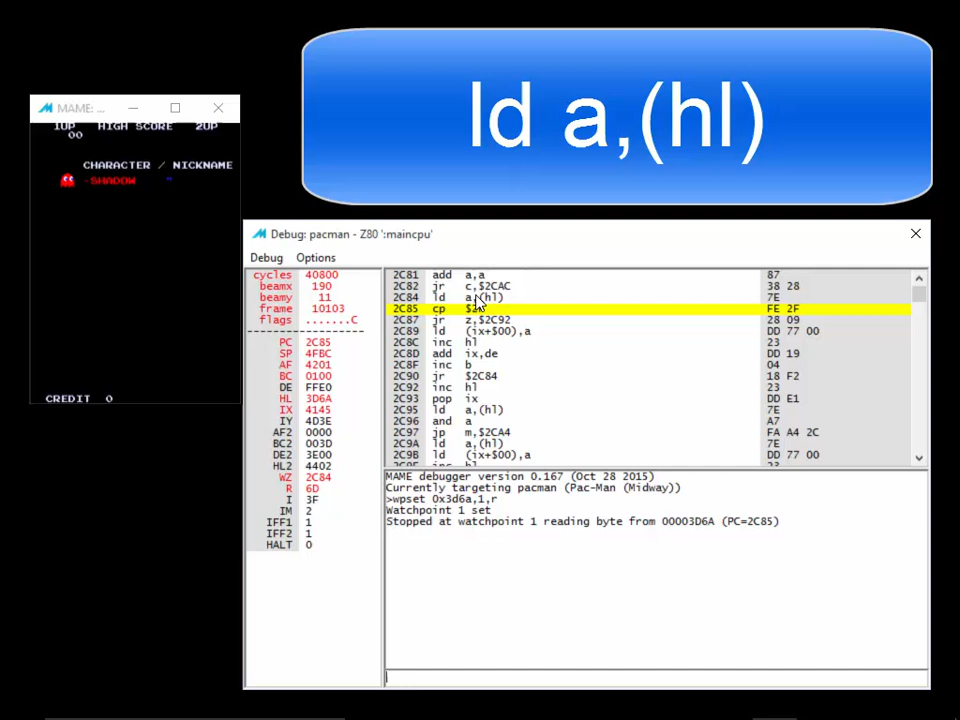 ld a,(hl)
MAME: ...
1UP HIGH SCORE 2UP
00
CHARACTER / NICKNAME
-SHADOW "
CREDIT 0
Debug: pacman - Z80 ':maincpu'
Debug Options
cycles 40800
beamx 190
beamy 11
frame 10103
flags .......C
PC 2C85
SP 4FBC
AF 4201
BC 0100
DE FFE0
HL 3D6A
IX 4145
IY 4D3E
AF2 0000
BC2 003D
DE2 3E00
HL2 4402
WZ 2C84
R 6D
I 3F
IM 2
IFF1 1
IFF2 1
HALT 0
2C81 add a,a 87
2C82 jr c,$2CAC 38 28
2C84 ld a,(hl) 7E
2C85 cp $2 FE 2F
2C87 jr z,$2C92 28 09
2C89 ld (ix+$00),a DD 77 00
2C8C inc hl 23
2C8D add ix,de DD 19
2C8F inc b 04
2C90 jr $2C84 18 F2
2C92 inc hl 23
2C93 pop ix DD E1
2C95 ld a,(hl) 7E
2C96 and a A7
2C97 jp m,$2CA4 FA A4 2C
2C9A ld a,(hl) 7E
2C9B ld (ix+$00),a DD 77 00
MAME debugger version 0.167 (Oct 28 2015)
Currently targeting pacman (Pac-Man (Midway))
>wpset 0x3d6a,1,r
Watchpoint 1 set
Stopped at watchpoint 1 reading byte from 00003D6A (PC=2C85)